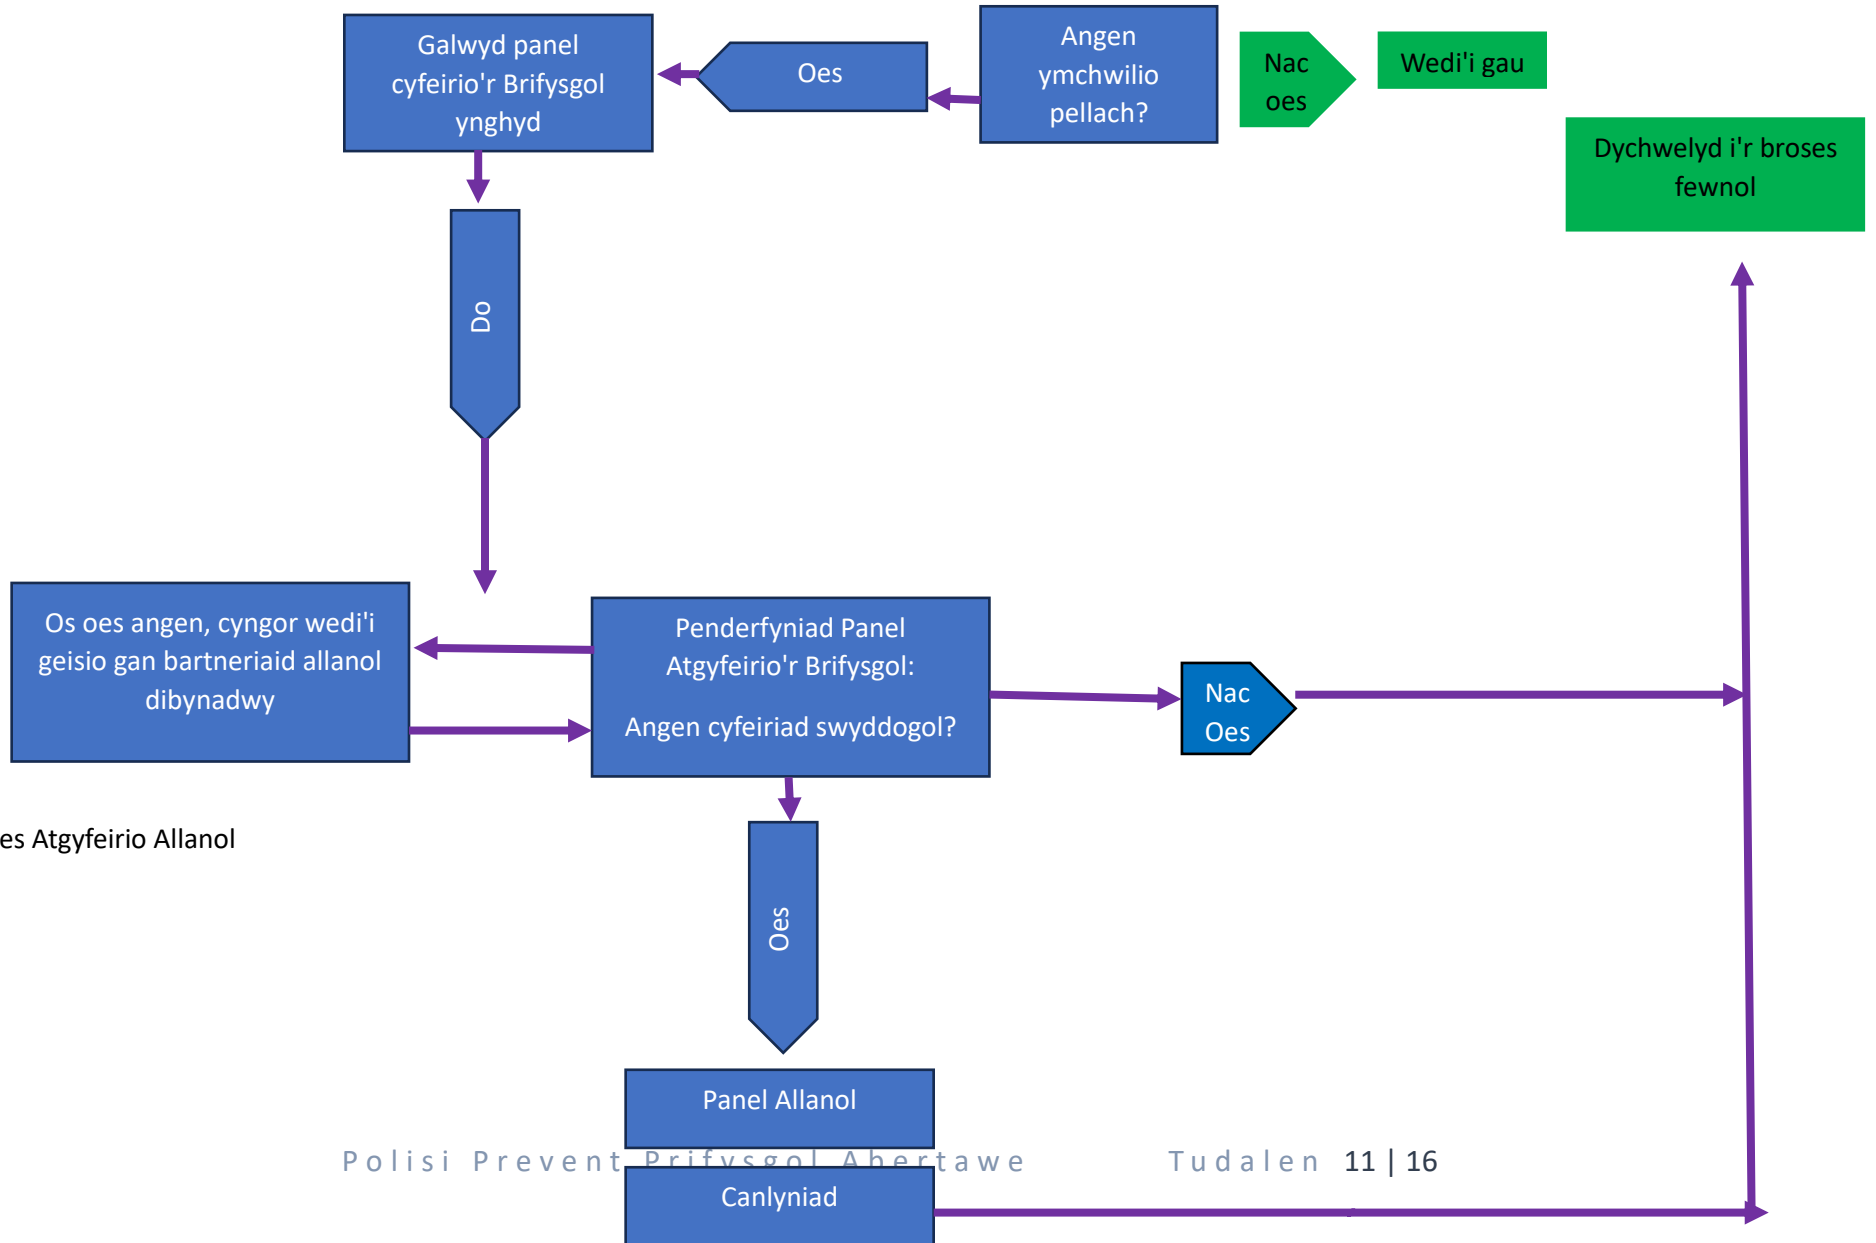 Galwyd panel
cyfeirio'r Brifysgol
ynghyd
Oes
Angen
ymchwilio
pellach?
Nac
oes
Wedi'i gau
Dychwelyd i'r broses
fewnol
Do
Os oes angen, cyngor wedi'i
geisio gan bartneriaid allanol
dibynadwy
Penderfyniad Panel
Atgyfeirio'r Brifysgol:
Angen cyfeiriad swyddogol?
Nac
Oes
es Atgyfeirio Allanol
Oes
Panel Allanol
Polisi Prevent Prifysgol Abertawe Tudalen 11 | 16
Canlyniad